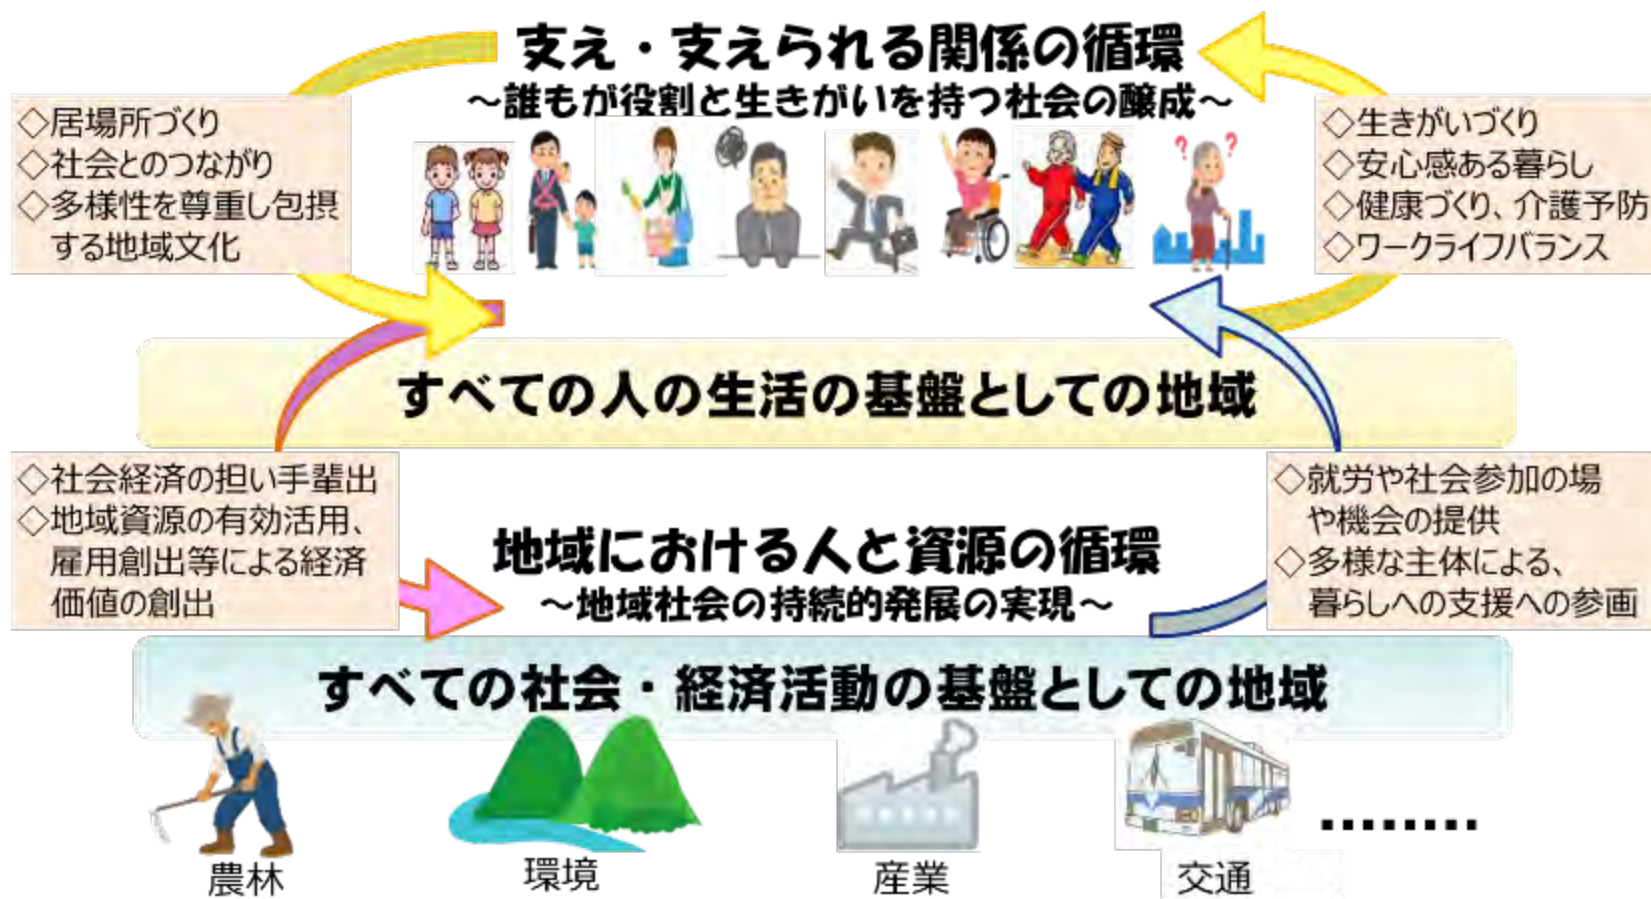 支え・支えられる関係の循環
～誰もが役割と生きがいを持つ社会の醸成～
◇居場所づくり
◇社会とのつながり
◇多様性を尊重し包摂
する地域文化
◇生きがいづくり
◇安心感ある暮らし
◇健康づくり、介護予防
◇ワークライフバランス
? ?
すべての人の生活の基盤としての地域
◇社会経済の担い手輩出
◇地域資源の有効活用、
雇用創出等による経済
価値の創出
地域における人と資源の循環
～地域社会の持続的発展の実現～
◇就労や社会参加の場
や機会の提供
◇多様な主体による、
暮らしへの支援への参画
すべての社会・経済活動の基盤としての地域
農林
環境
産業
交通
‥‥‥‥